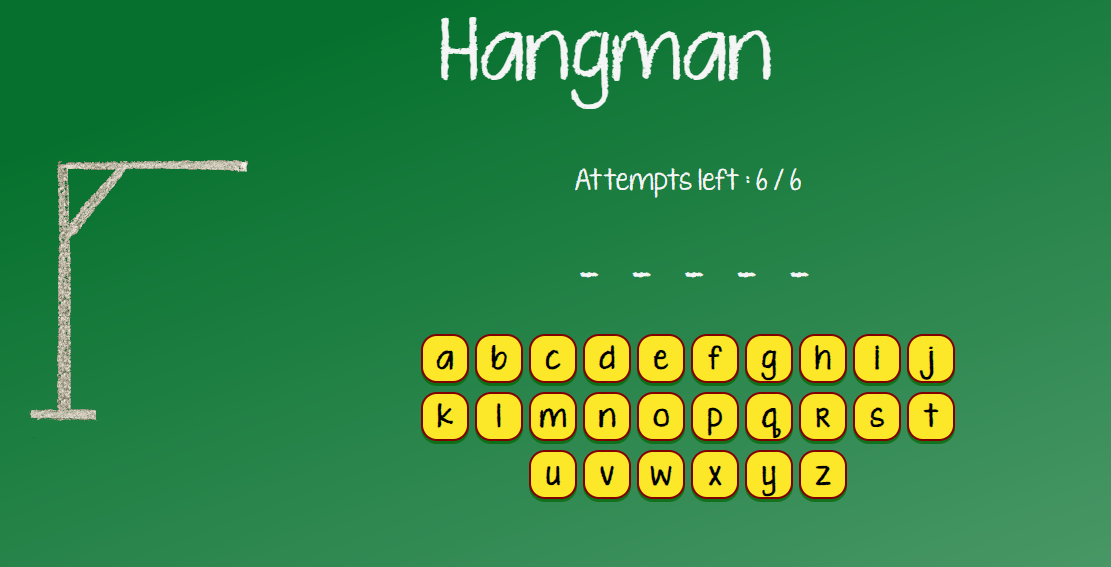 Hangman
Attempts left : 6 / 6
_ _ _ _ _
a b c d e f g h i j
k l m n o p q R s t
u v w x y z